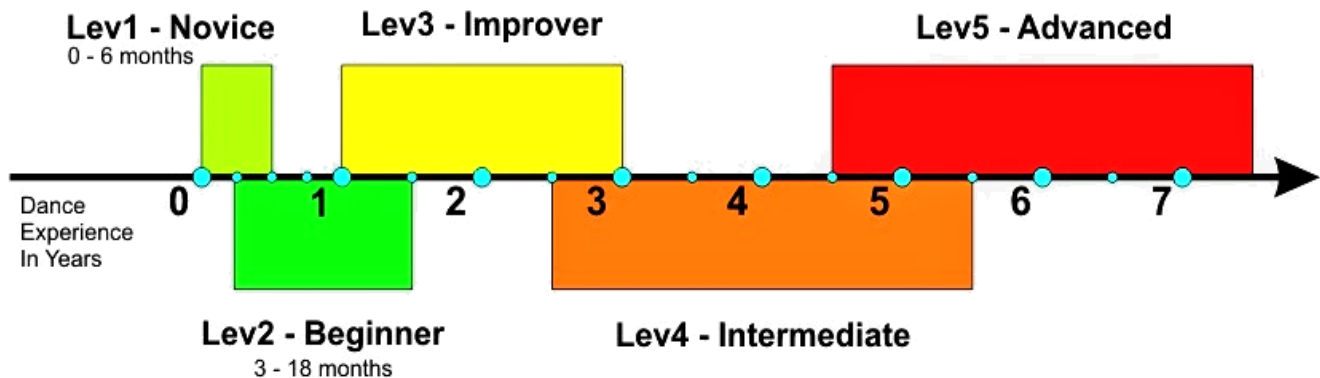 Lev1 - Novice
0 - 6 months
Lev3 - Improver
Lev5 - Advanced
0 1 2 3 4 5 6 7
Dance
Experience
In Years
Lev2 - Beginner
3 - 18 months
Lev4 - Intermediate